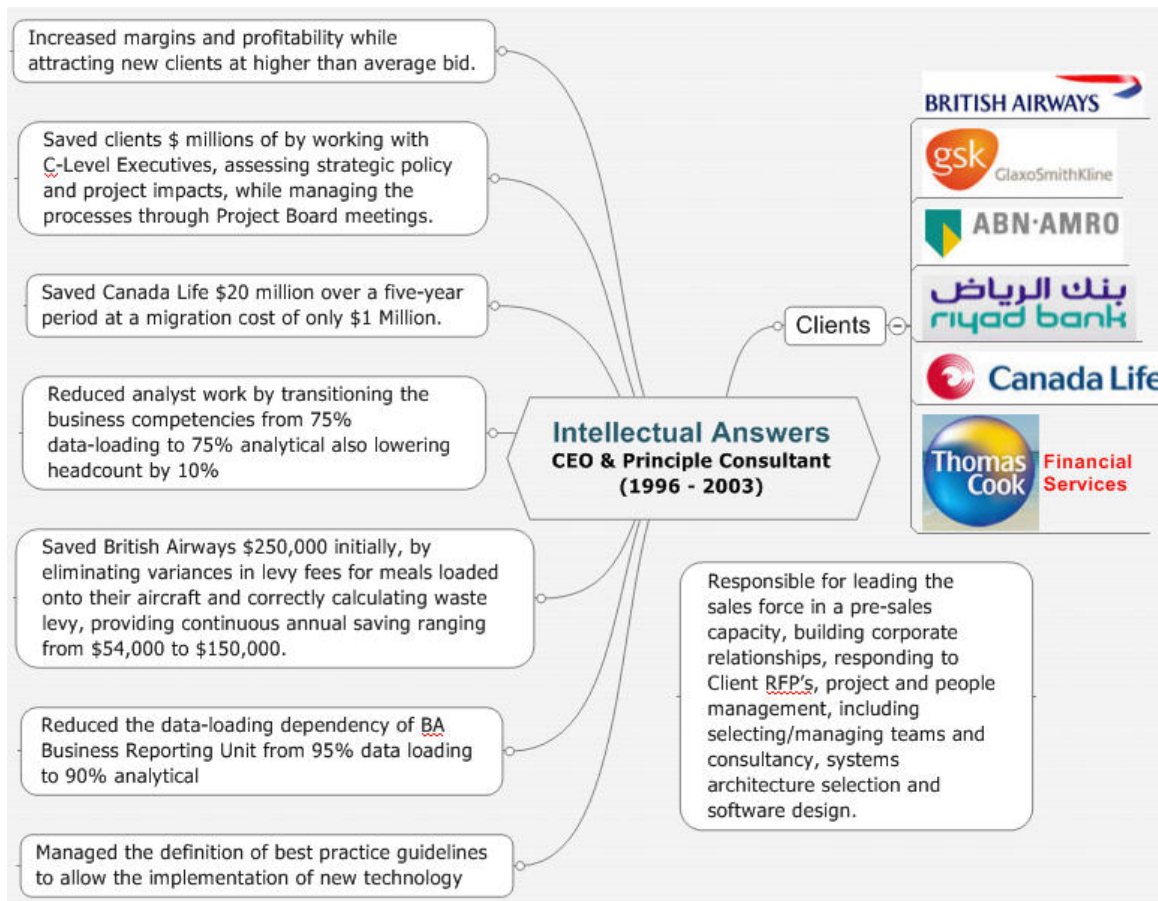 Increased margins and profitability while
attracting new clients at higher than average bid.
Saved clients $ millions of by working with
C-Level Executives, assessing strategic policy
and project impacts, while managing the
processes through Project Board meetings.
Saved Canada Life $20 million over a five-year
period at a migration cost of only $1 Million.
Reduced analyst work by transitioning the
business competencies from 75%
data-loading to 75% analytical also lowering
headcount by 10%
Saved British Airways $250,000 initially, by
eliminating variances in levy fees for meals loaded
onto their aircraft and correctly calculating waste
levy, providing continuous annual saving ranging
from $54,000 to $150,000.
Reduced the data-loading dependency of BA
Business Reporting Unit from 95% data loading
to 90% analytical
Managed the definition of best practice guidelines
to allow the implementation of new technology
Intellectual Answers
CEO & Principle Consultant
(1996 - 2003)
Clients
BRITISH AIRWAYS
gsk
GlaxoSmithKline
ABN·AMRO
بنك الرياض
riyad bank
Canada Life
Thomas
Cook
Financial
Services
Responsible for leading the
sales force in a pre-sales
capacity, building corporate
relationships, responding to
Client RFP's, project and people
management, including
selecting/managing teams and
consultancy, systems
architecture selection and
software design.